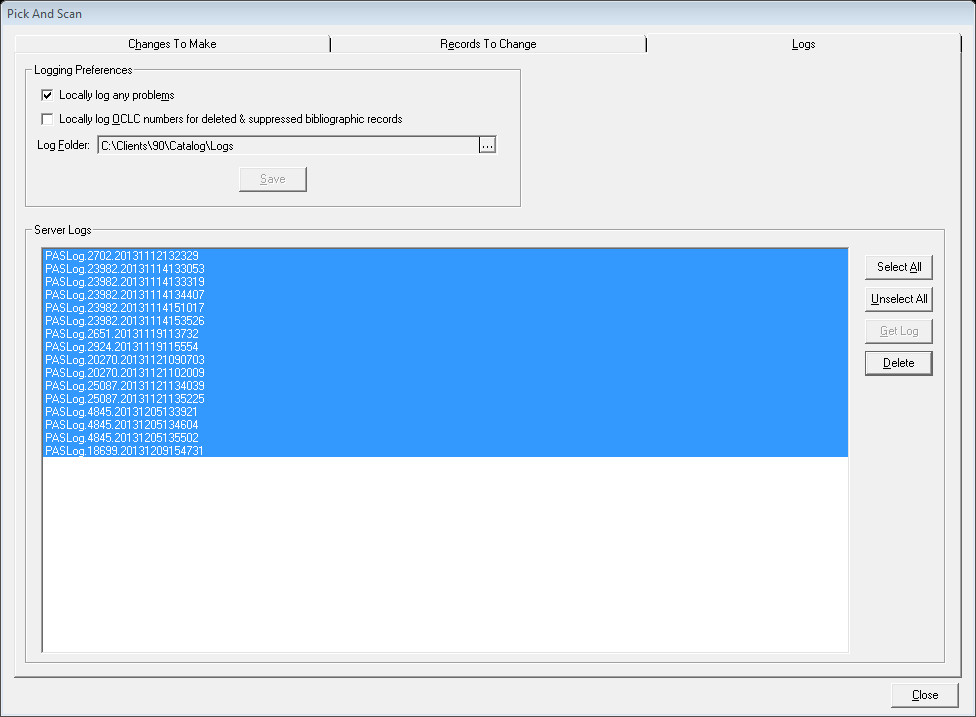 Pick And Scan
Changes To Make
Records To Change
Logs
Logging Preferences
Locally log any problems
Locally log OCLC numbers for deleted & suppressed bibliographic records
Log Folder: C:\Clients\90\Catalog\Logs ...
Save
Server Logs
PASLog.2702.20131112132329
PASLog.23982.20131114133053
PASLog.23982.20131114133319
PASLog.23982.20131114134407
PASLog.23982.20131114151017
PASLog.23982.20131114153526
PASLog.2651.20131119113732
PASLog.2924.20131119115554
PASLog.20270.20131121090703
PASLog.20270.20131121102009
PASLog.25087.20131121134039
PASLog.25087.20131121135225
PASLog.4845.20131205133921
PASLog.4845.20131205134604
PASLog.4845.20131205135502
PASLog.18699.20131209154731
Select All
Unselect All
Get Log
Delete
Close